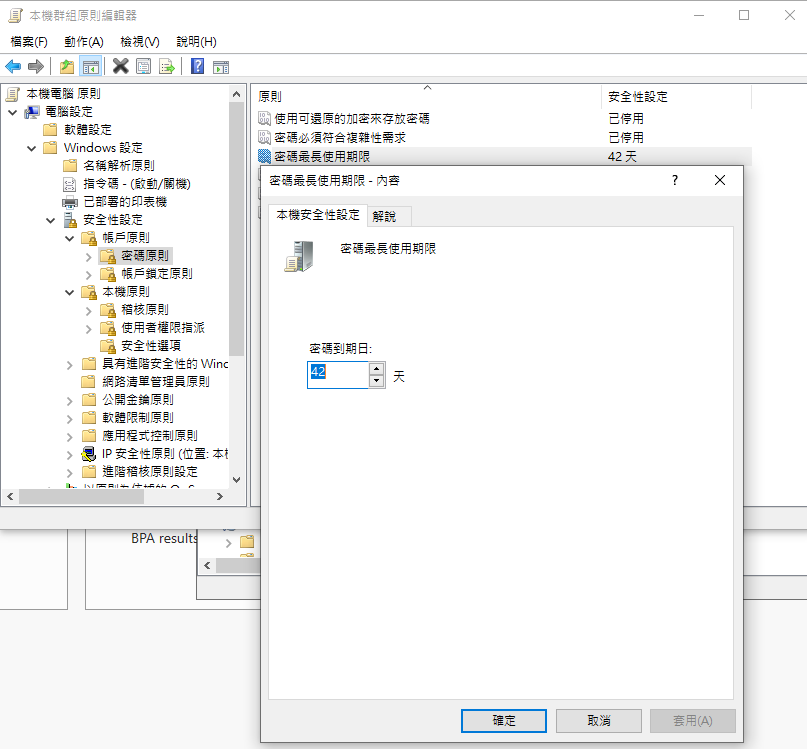 本機群組原則編輯器
檔案(F) 動作(A) 檢視(V) 說明(H)
本機電腦 原則
電腦設定
軟體設定
Windows 設定
名稱解析原則
指令碼 - (啟動/關機)
已部署的印表機
安全性設定
帳戶原則
密碼原則
帳戶鎖定原則
本機原則
稽核原則
使用者權限指派
安全性選項
具有進階安全性的 Winc
網路清單管理員原則
公開金鑰原則
軟體限制原則
應用程式控制原則
IP 安全性原則 (位置: 本機
進階稽核原則設定
原則 安全性設定
使用可還原的加密來存放密碼 已停用
密碼必須符合複雜性需求 已停用
密碼最長使用期限 42 天
密碼最長使用期限 - 內容
?
本機安全性設定 解說
密碼最長使用期限
密碼到期日:
42 天
確定 取消 套用(A)
BPA results